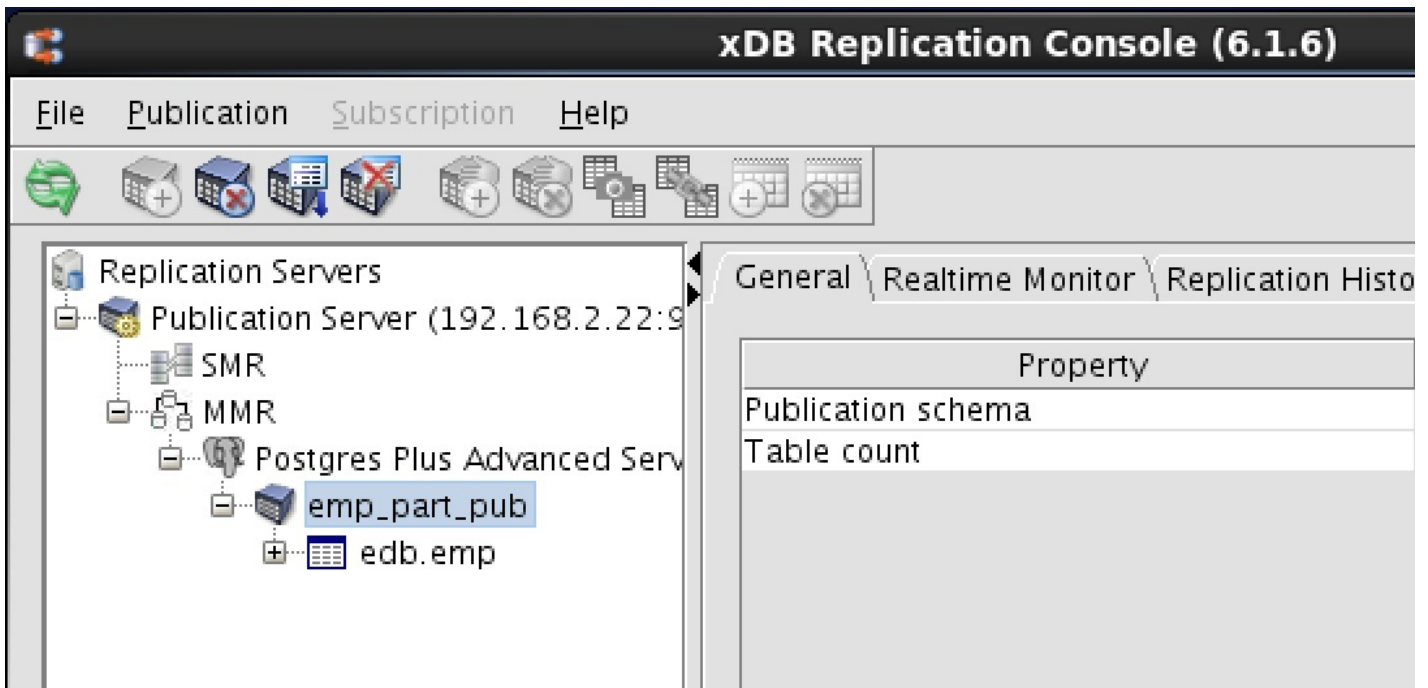 xDB Replication Console (6.1.6)
File Publication Subscription Help
Replication Servers
Publication Server (192.168.2.22:9
SMR
MMR
Postgres Plus Advanced Serv
emp_part_pub
edb.emp
General Realtime Monitor Replication Histo
Property
Publication schema
Table count